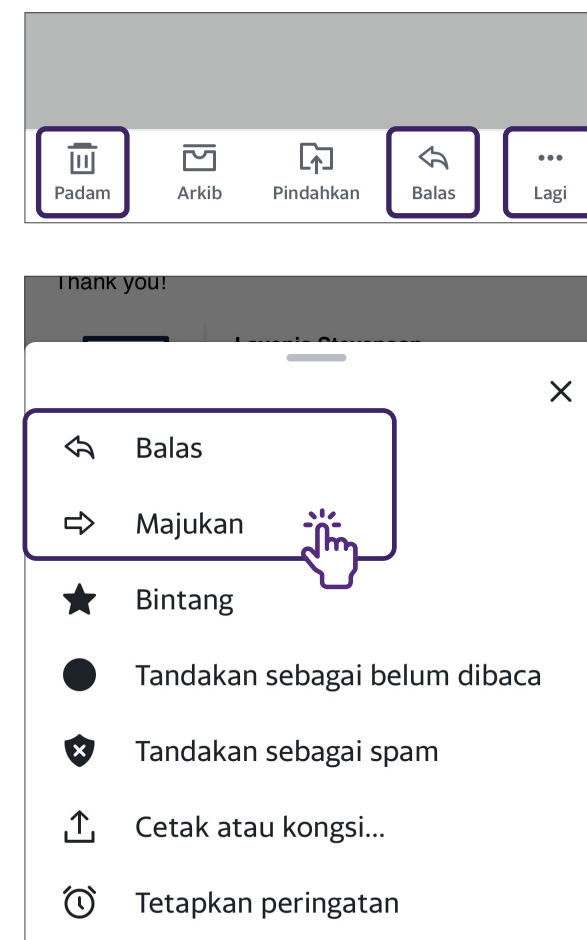 Padam Arkib Pindahkan Balas Lagi
Thank you!
Balas
Majukan
Bintang
Tandakan sebagai belum dibaca
Tandakan sebagai spam
Cetak atau kongsi...
Tetapkan peringatan